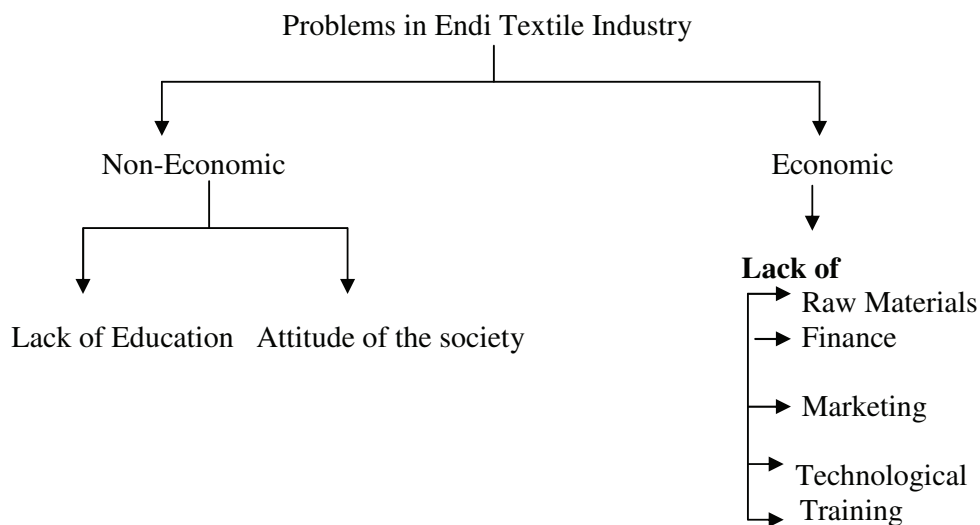 Problems in Endi Textile Industry
Non-Economic
Economic
Lack of Education
Attitude of the society
Lack of
Raw Materials
Finance
Marketing
Technological
Training